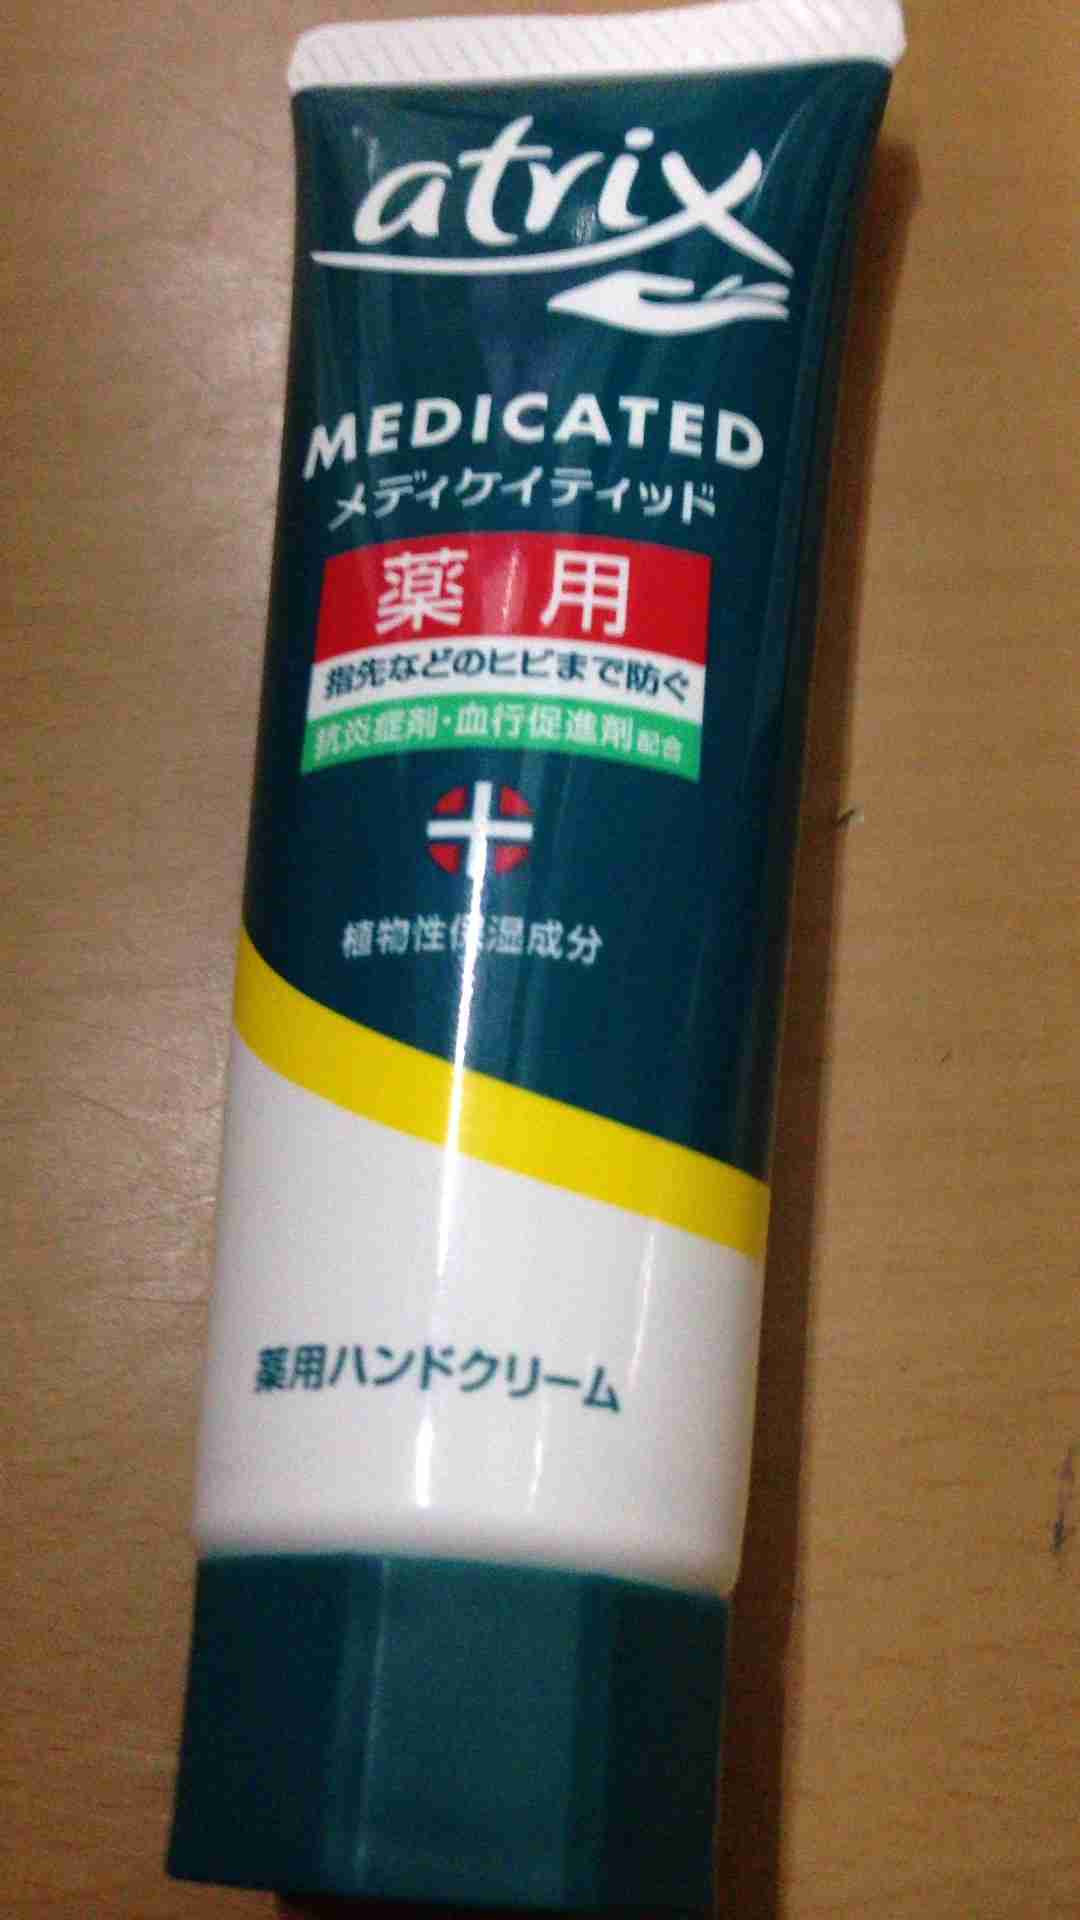 atrix
MEDICATED
メディケイティッド
薬用
指先などのヒビまで防ぐ
抗炎症剤・血行促進剤配合
植物性保湿成分
薬用ハンドクリーム